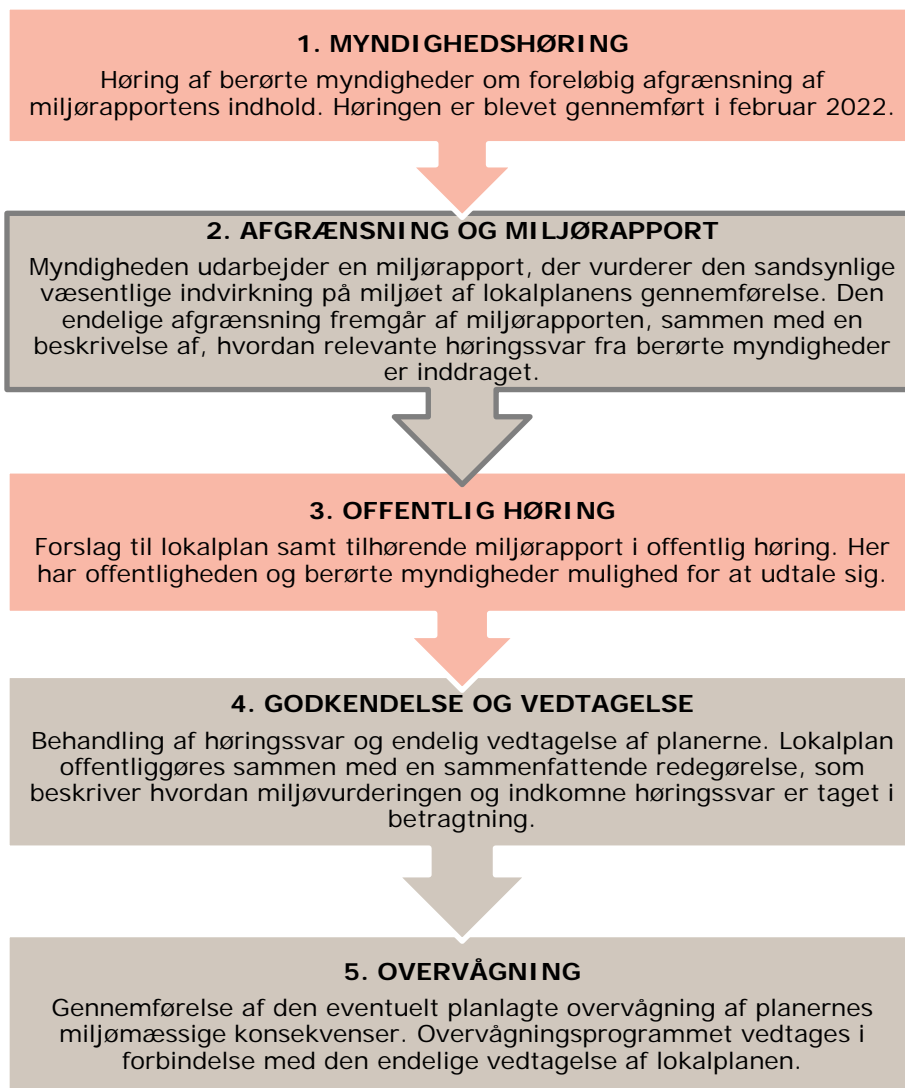 1. MYNDIGHEDSHØRING
Høring af berørte myndigheder om foreløbig afgrænsning af
miljørapportens indhold. Høringen er blevet gennemført i februar 2022.
2. AFGRÆNSNING OG MILJØRAPPORT
Myndigheden udarbejder en miljørapport, der vurderer den sandsynlige
væsentlige indvirkning på miljøet af lokalplanens gennemførelse. Den
endelige afgrænsning fremgår af miljørapporten, sammen med en
beskrivelse af, hvordan relevante høringssvar fra berørte myndigheder
er inddraget.
3. OFFENTLIG HØRING
Forslag til lokalplan samt tilhørende miljørapport i offentlig høring. Her
har offentligheden og berørte myndigheder mulighed for at udtale sig.
4. GODKENDELSE OG VEDTAGELSE
Behandling af høringssvar og endelig vedtagelse af planerne. Lokalplan
offentliggøres sammen med en sammenfattende redegørelse, som
beskriver hvordan miljøvurderingen og indkomne høringssvar er taget i
betragtning.
5. OVERVÅGNING
Gennemførelse af den eventuelt planlagte overvågning af planernes
miljømæssige konsekvenser. Overvågningsprogrammet vedtages i
forbindelse med den endelige vedtagelse af lokalplanen.